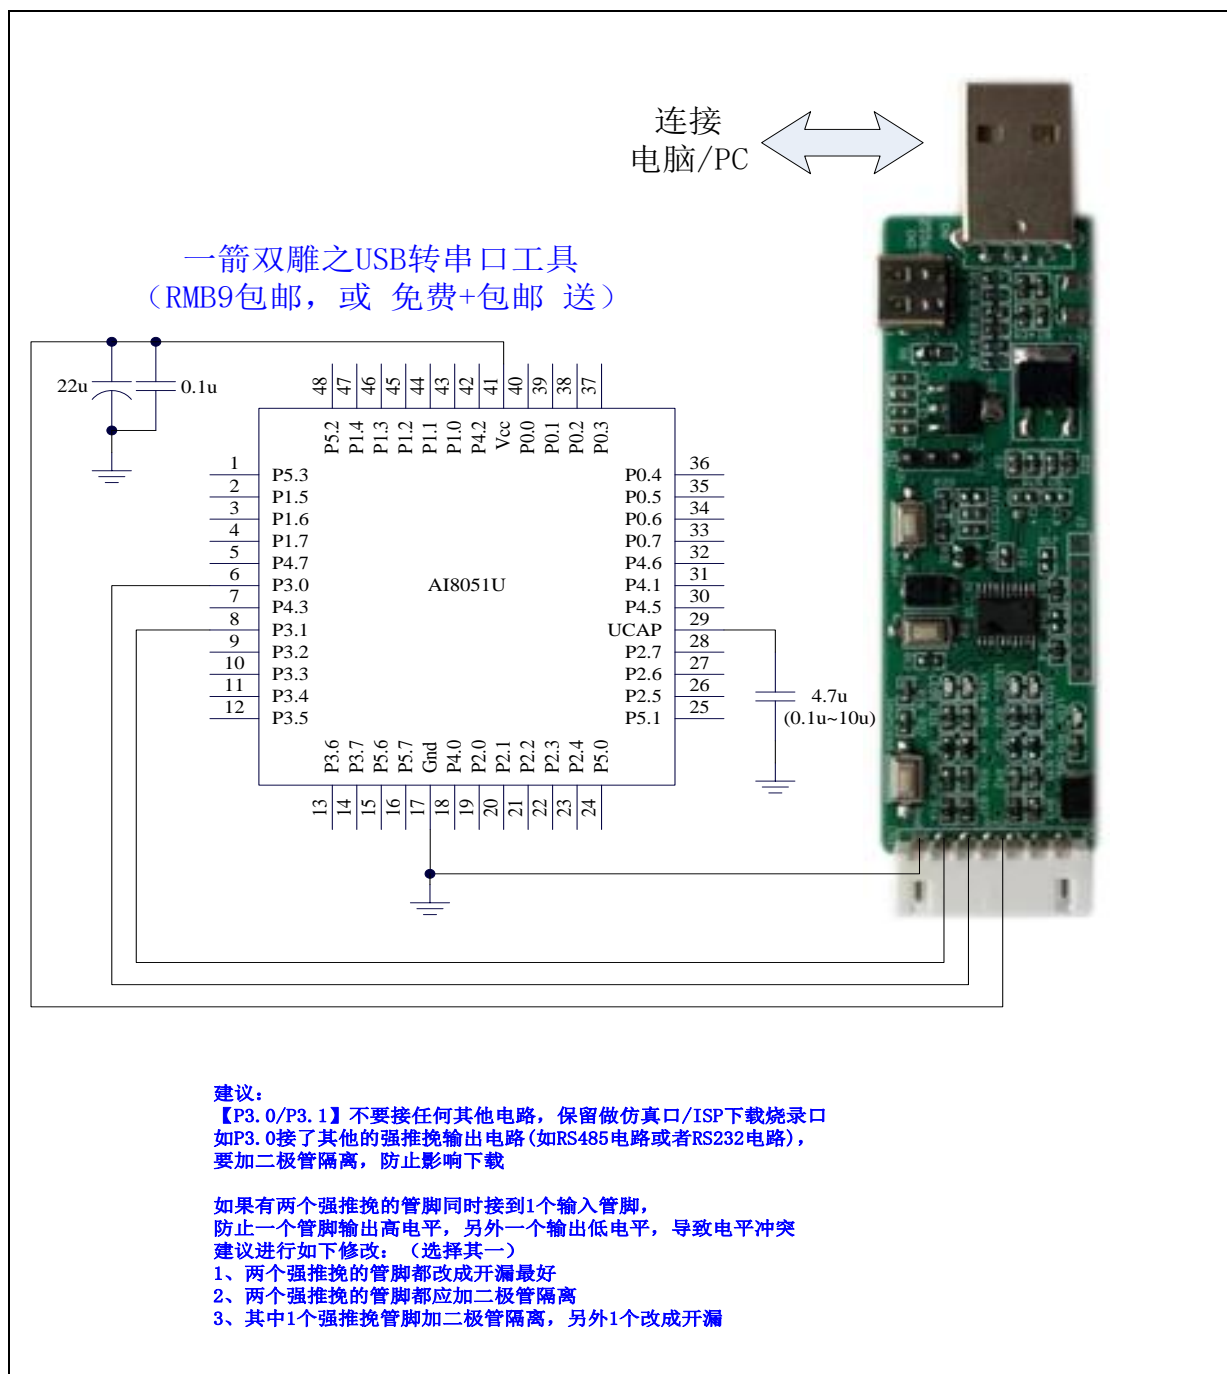 连接
电脑/PC
一箭双雕之USB转串口工具
（RMB9包邮，或 免费+包邮 送）
22u
0.1u
48
47
46
45
44
43
42
41
40
39
38
37
P5.2
P1.4
P1.3
P1.2
P1.1
P1.0
P4.2
Vcc
P0.0
P0.1
P0.2
P0.3
1 P5.3
2 P1.5
3 P1.6
4 P1.7
5 P4.7
6 P3.0
7 P4.3
8 P3.1
9 P3.2
10 P3.3
11 P3.4
12 P3.5
AI8051U
P0.4 36
P0.5 35
P0.6 34
P0.7 33
P4.6 32
P4.1 31
P4.5 30
UCAP 29
P2.7 28
P2.6 27
P2.5 26
P5.1 25
4.7u
(0.1u~10u)
P3.6
P3.7
P5.6
P5.7
Gnd
P4.0
P2.0
P2.1
P2.2
P2.3
P2.4
P5.0
13
14
15
16
17
18
19
20
21
22
23
24
建议：
【P3.0/P3.1】不要接任何其他电路，保留做仿真口/ISP下载烧录口
如P3.0接了其他的强推挽输出电路(如RS485电路或者RS232电路)，
要加二极管隔离，防止影响下载
如果有两个强推挽的管脚同时接到1个输入管脚，
防止一个管脚输出高电平，另外一个输出低电平，导致电平冲突
建议进行如下修改：（选择其一）
1、两个强推挽的管脚都改成开漏最好
2、两个强推挽的管脚都应加二极管隔离
3、其中1个强推挽管脚加二极管隔离，另外1个改成开漏